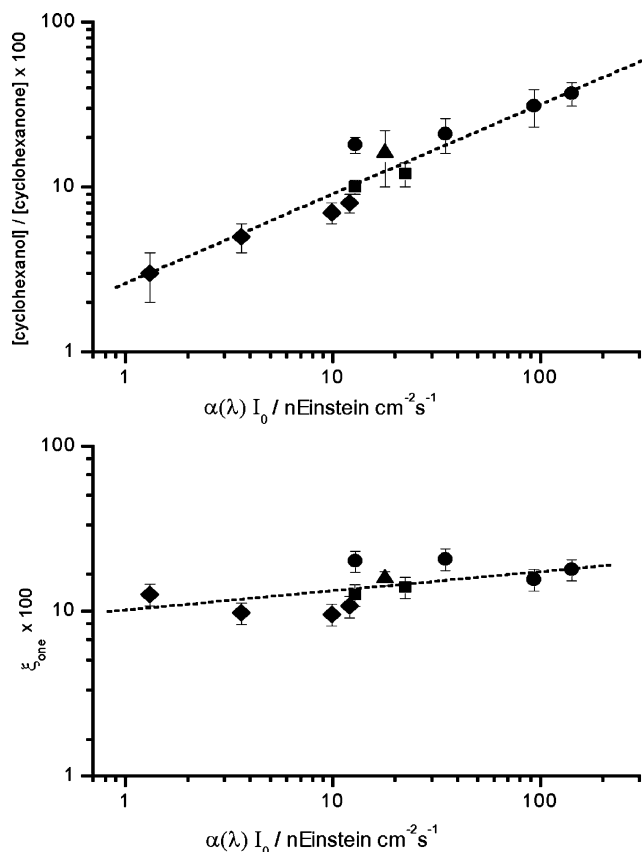 100
10
1
[cyclohexanol] / [cyclohexanone] x 100
1 10 100
α(λ) I₀ / nEinstein cm⁻²s⁻¹
100
10
1
ξone x 100
1 10 100
α(λ) I₀ / nEinstein cm⁻²s⁻¹